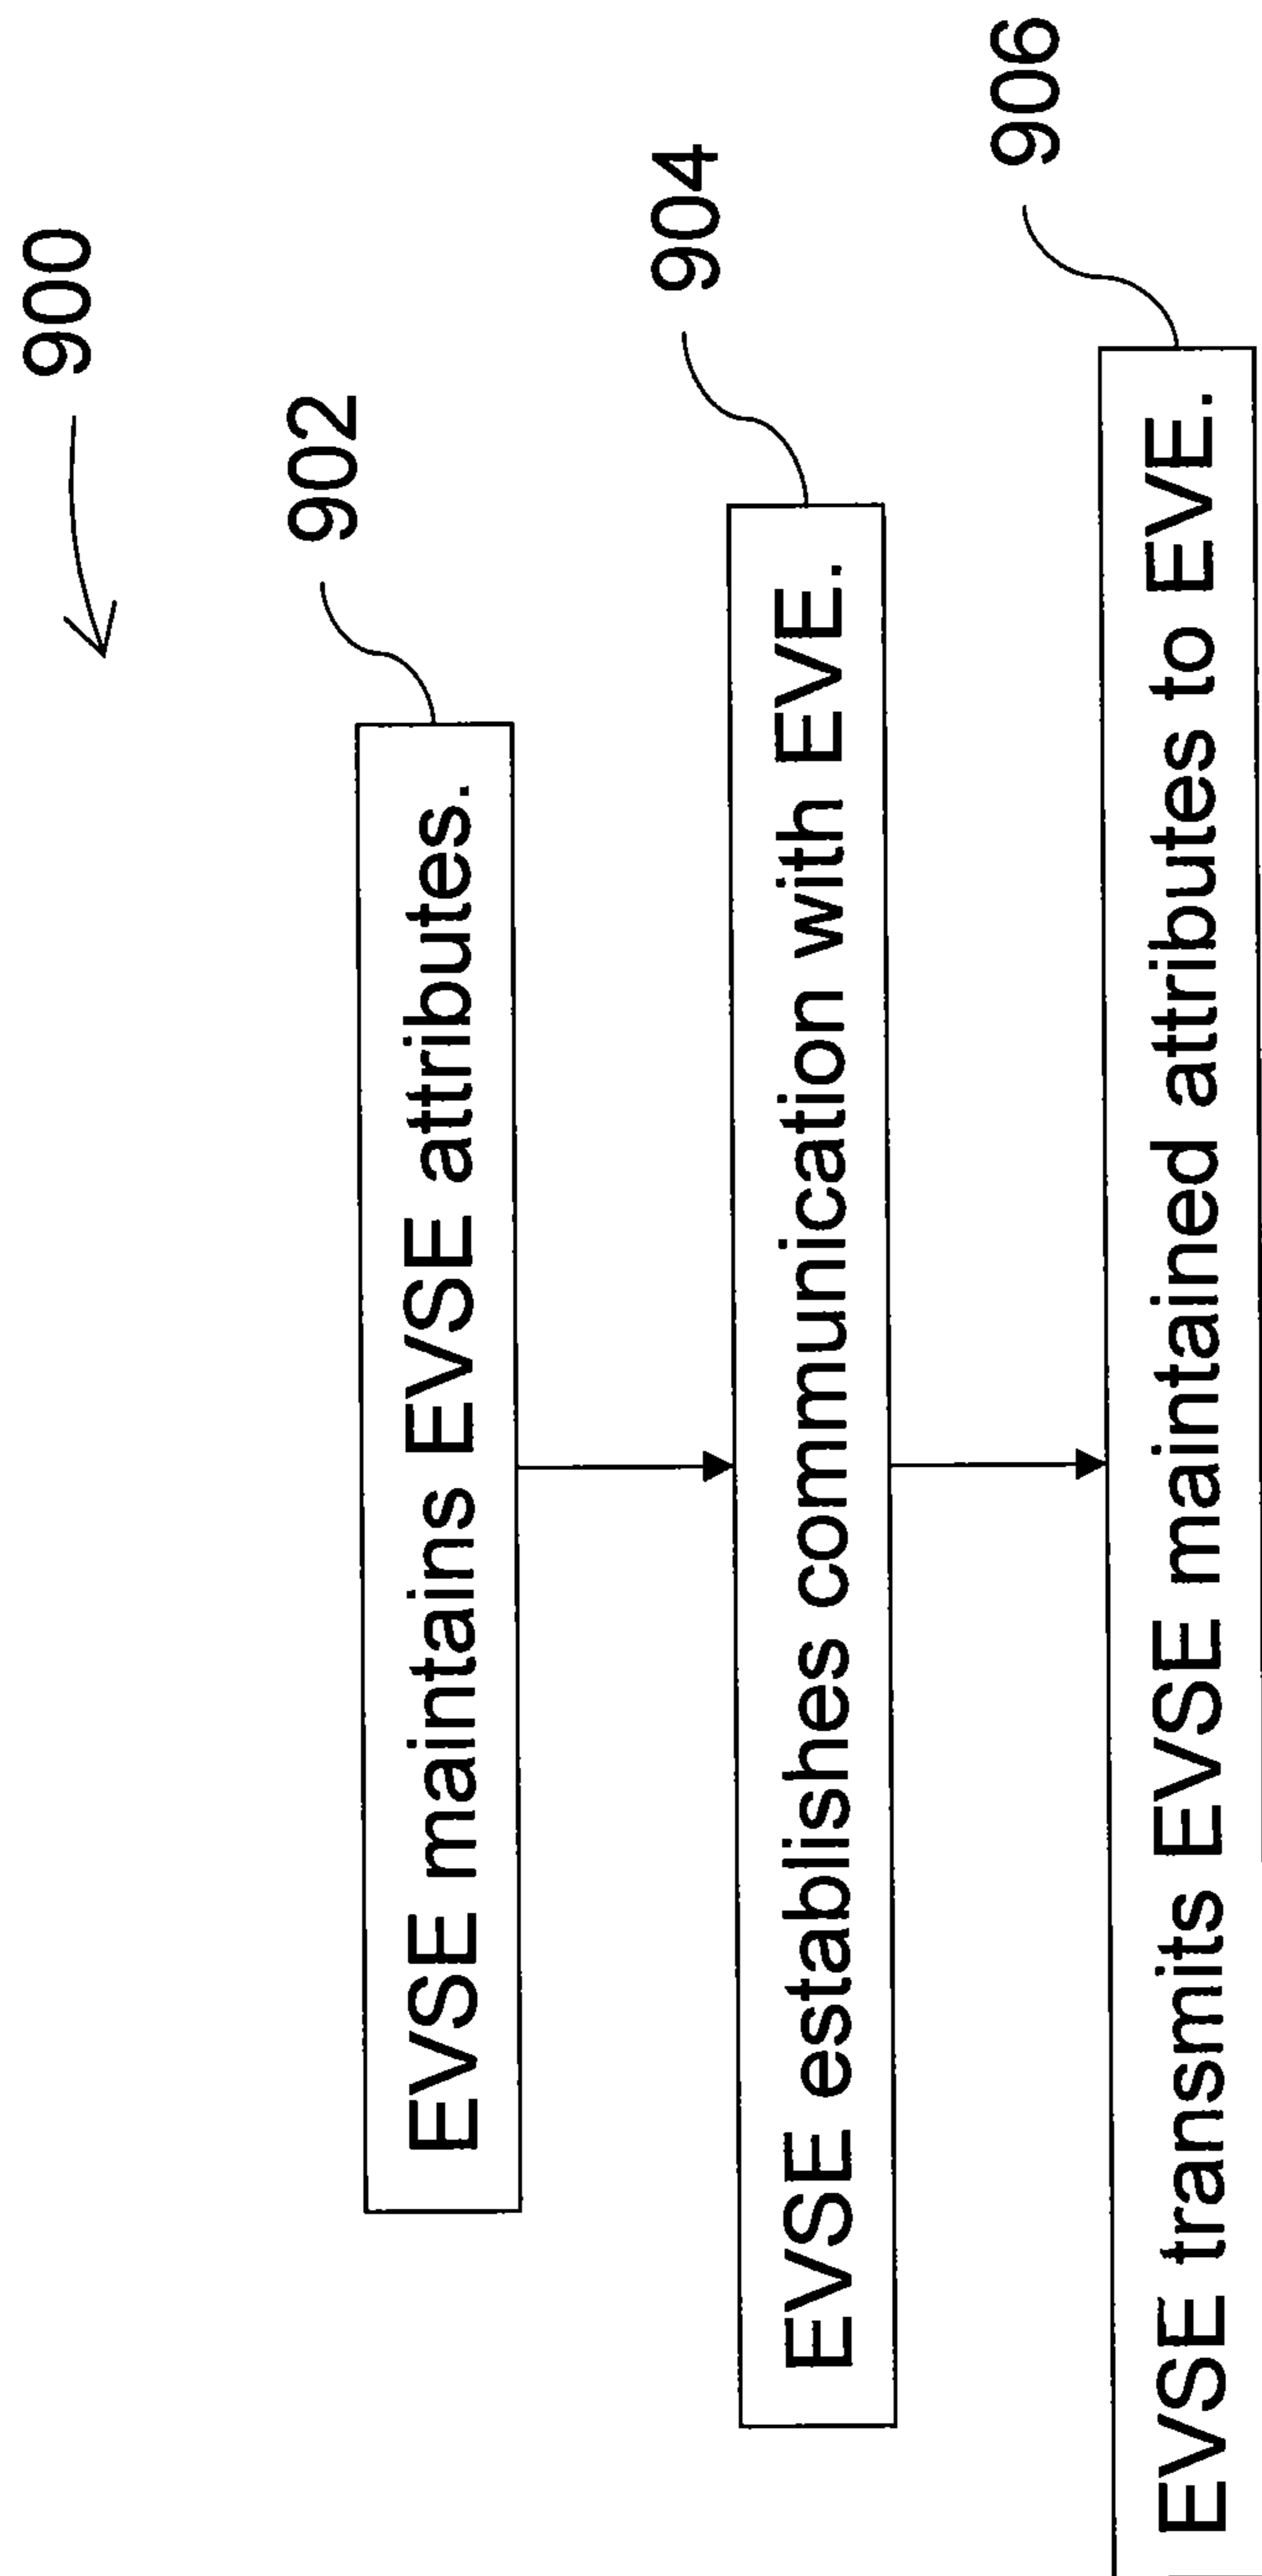 900
902
EVSE maintains EVSE attributes.
904
EVSE establishes communication with EVE.
906
EVSE transmits EVSE maintained attributes to EVE.